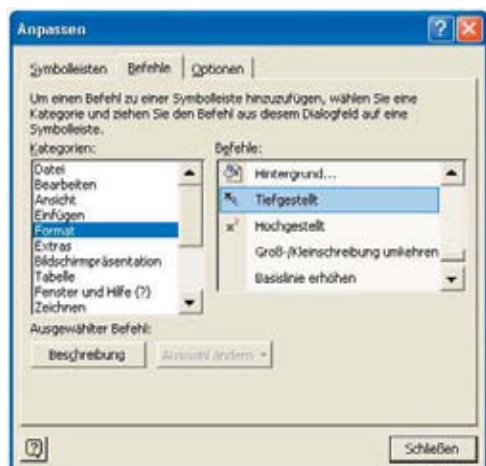 Anpassen
Symbolleisten Befehle Optionen
Um einen Befehl zu einer Symbolleiste hinzuzufügen, wählen Sie eine
Kategorie und ziehen Sie den Befehl aus diesem Dialogfeld auf eine
Symbolleiste.
Kategorien: Befehle:
Datei
Bearbeiten
Ansicht
Einfügen
Format
Extras
Bildschirmpräsentation
Tabelle
Fenster und Hilfe (?)
Zeichnen
Hintergrund...
Tiefgestellt
Hochgestellt
Groß-/Kleinschreibung umkehren
Basislinie erhöhen
Ausgewählter Befehl:
Beschreibung Auswahl ändern
Schließen